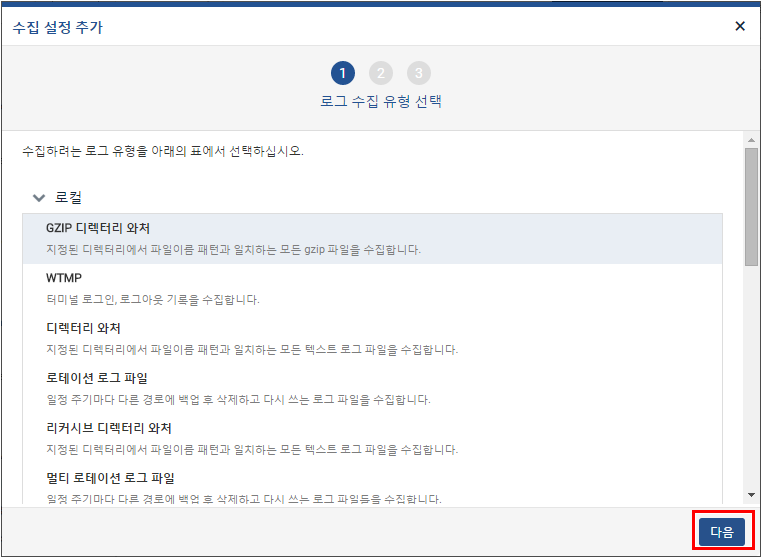 수집 설정 추가
1 2 3
로그 수집 유형 선택
수집하려는 로그 유형을 아래의 표에서 선택하십시오.
로컬
GZIP 디렉터리 와처
지정된 디렉터리에서 파일이름 패턴과 일치하는 모든 gzip 파일을 수집합니다.
WTMP
터미널 로그인, 로그아웃 기록을 수집합니다.
디렉터리 와처
지정된 디렉터리에서 파일이름 패턴과 일치하는 모든 텍스트 로그 파일을 수집합니다.
로테이션 로그 파일
일정 주기마다 다른 경로에 백업 후 삭제하고 다시 쓰는 로그 파일을 수집합니다.
리커시브 디렉터리 와처
지정된 디렉터리에서 파일이름 패턴과 일치하는 모든 텍스트 로그 파일을 수집합니다.
멀티 로테이션 로그 파일
일정 주기마다 다른 경로에 백업 후 삭제하고 다시 쓰는 로그 파일들을 수집합니다.
다음